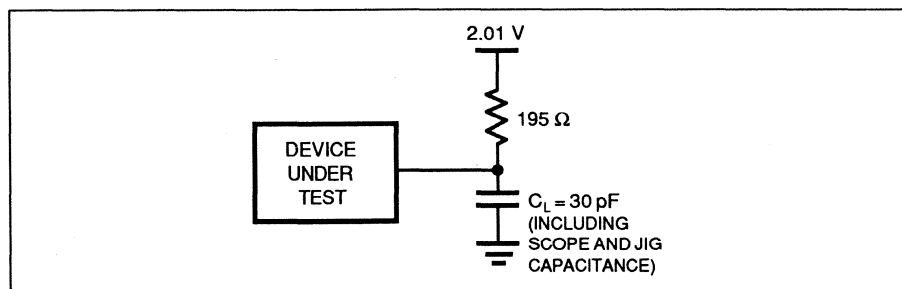 2.01 V
195 Ω
DEVICE
UNDER
TEST
C_L = 30 pF
(INCLUDING
SCOPE AND JIG
CAPACITANCE)